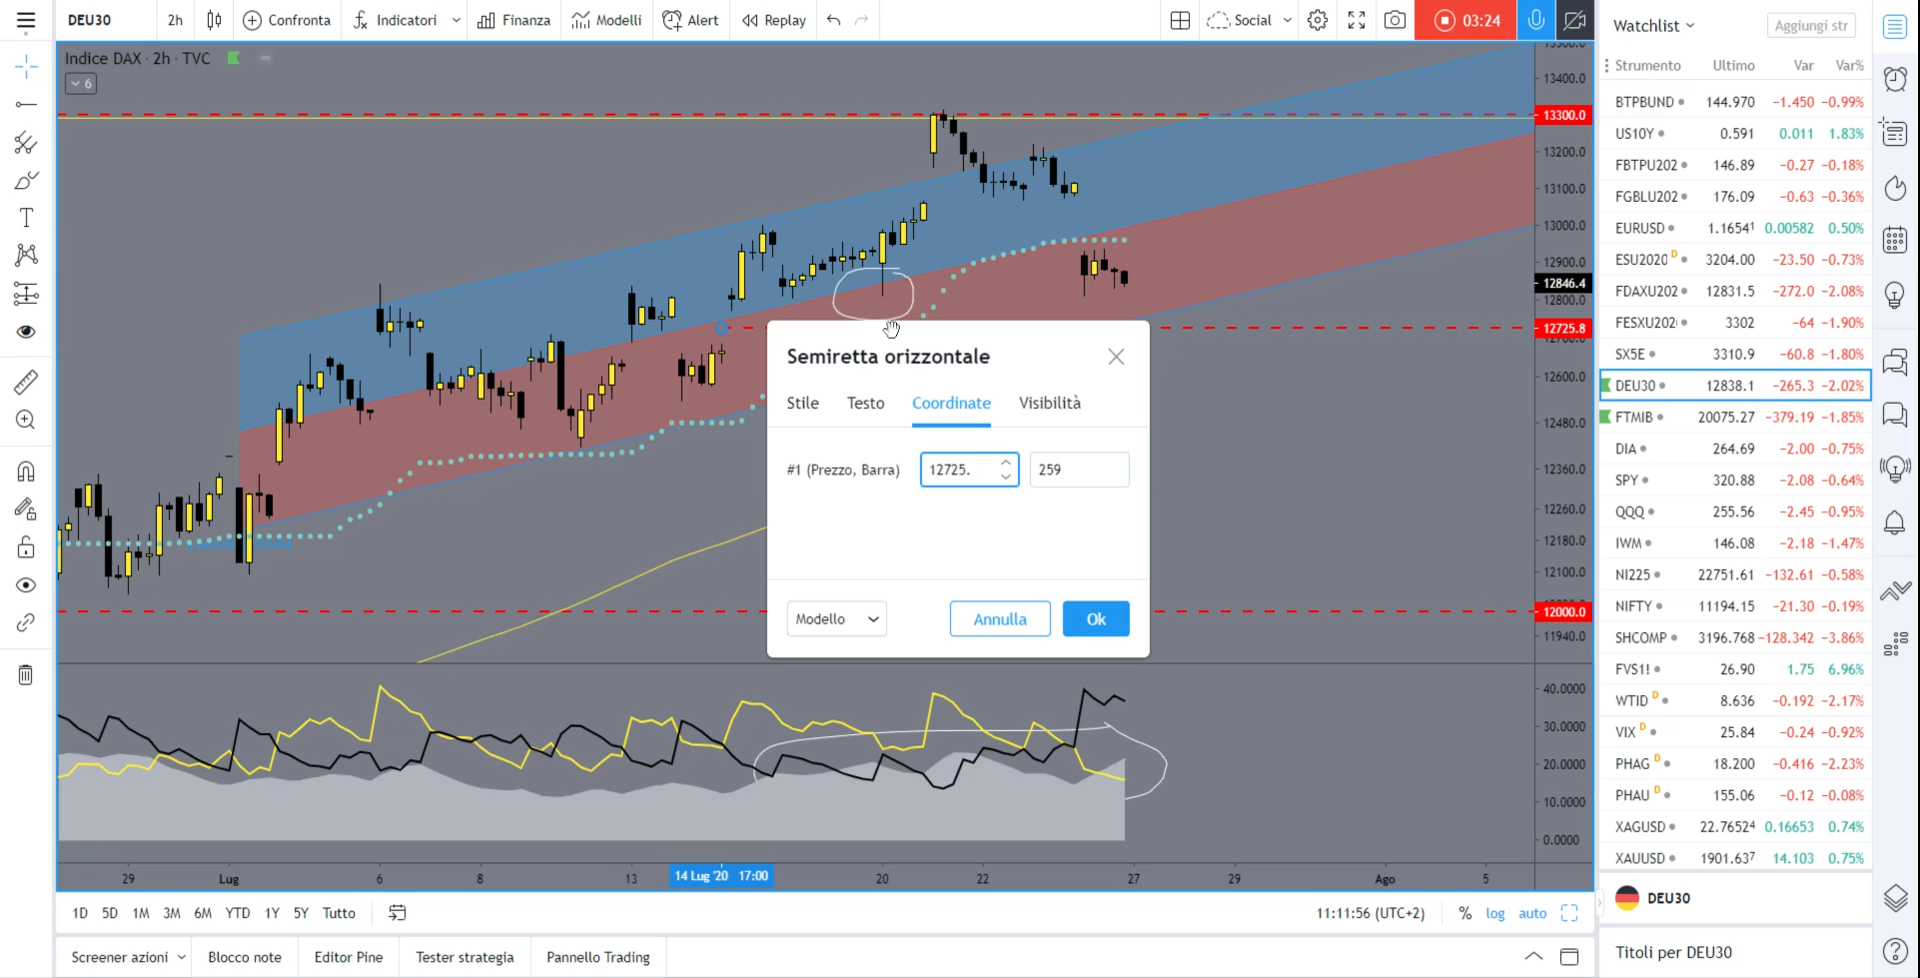 DEU30
2h
Confronta
Indicatori
Finanza
Modelli
Alert
Replay
Social
03:24
Watchlist
Aggiungi str
Indice DAX · 2h · TVC
6
Strumento Ultimo Var Var%
BTPBUND 144.970 −1.450 −0.99%
US10Y 0.591 0.011 1.83%
FBTPU202 146.89 −0.27 −0.18%
FGBLU202 176.09 −0.63 −0.36%
EURUSD 1.16541 0.00582 0.50%
ESU2020 D 3204.00 −23.50 −0.73%
FDAXU202 12831.5 −272.0 −2.08%
FESXU202 3302 −64 −1.90%
SX5E 3310.9 −60.8 −1.80%
DEU30 12838.1 −265.3 −2.02%
FTMIB 20075.27 −379.19 −1.85%
DIA 264.69 −2.00 −0.75%
SPY 320.88 −2.08 −0.64%
QQQ 255.56 −2.45 −0.95%
IWM 146.08 −2.18 −1.47%
NI225 22751.61 −132.61 −0.58%
NIFTY 11194.15 −21.30 −0.19%
SHCOMP 3196.768 −128.342 −3.86%
FVS1! 26.90 1.75 6.96%
WTID D 8.636 −0.192 −2.17%
VIX D 25.84 −0.24 −0.92%
PHAG D 18.200 −0.416 −2.23%
PHAU D 155.06 −0.12 −0.08%
XAGUSD 22.76524 0.16653 0.74%
XAUUSD 1901.637 14.103 0.75%
13400.0
13300.0
13200.0
13100.0
13000.0
12900.0
12846.4
12800.0
12725.8
12600.0
12480.0
12360.0
12260.0
12180.0
12100.0
12000.0
11940.0
40.0000
30.0000
20.0000
10.0000
0.0000
Semiretta orizzontale
Stile Testo Coordinate Visibilità
#1 (Prezzo, Barra) 12725. 259
Modello Annulla Ok
29 Lug 6 8 13 14 Lug '20 17:00 20 22 27 29 Ago 5
1D 5D 1M 3M 6M YTD 1Y 5Y Tutto
11:11:56 (UTC+2) % log auto
DEU30
Screener azioni Blocco note Editor Pine Tester strategia Pannello Trading
Titoli per DEU30